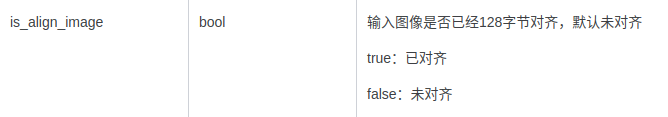 is_align_image
bool
输入图像是否已经128字节对齐，默认未对齐
true：已对齐
false：未对齐